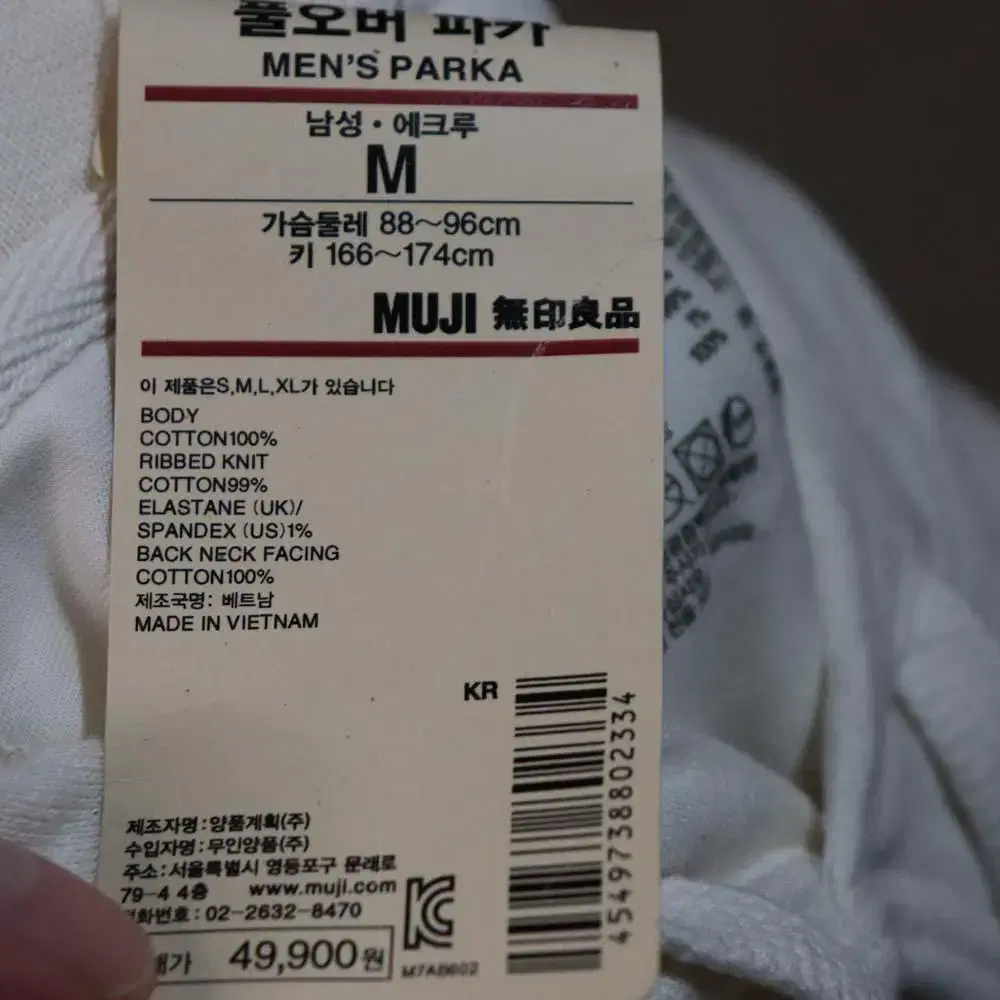 풀오버 파카
MEN'S PARKA
남성·에크루
M
가슴둘레 88~96cm
키 166~174cm
MUJI 無印良品
이 제품은S,M,L,XL가 있습니다
BODY
COTTON100%
RIBBED KNIT
COTTON99%
ELASTANE (UK)/
SPANDEX (US)1%
BACK NECK FACING
COTTON100%
제조국명: 베트남
MADE IN VIETNAM
KR
4549738802334
제조자명:양품계획(주)
수입자명:무인양품(주)
주소:서울특별시 영등포구 문래로
79-4 4층 www.muji.com
화번호:02-2632-8470
매가 49,900원
M7AB602
100%